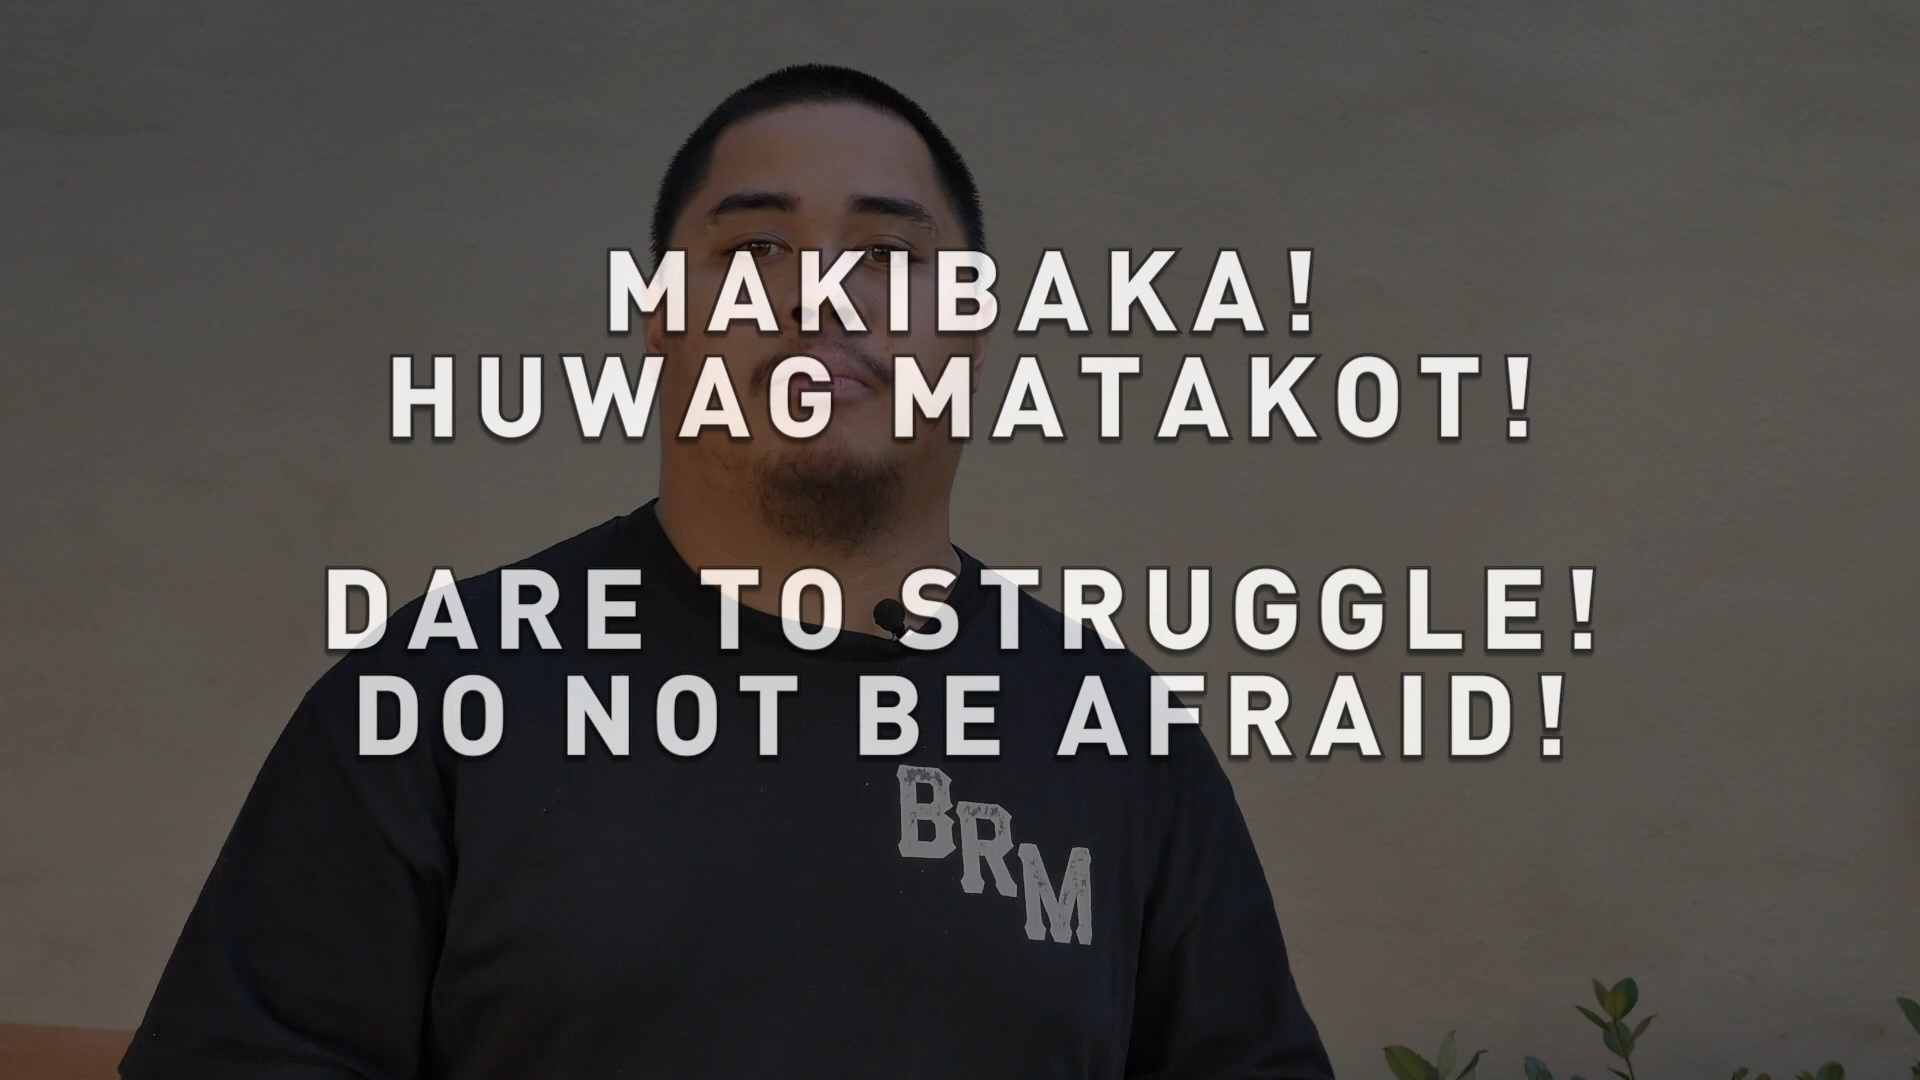 MAKIBAKA!
HUWAG MATAKOT!
DARE TO STRUGGLE!
DO NOT BE AFRAID!
BRM